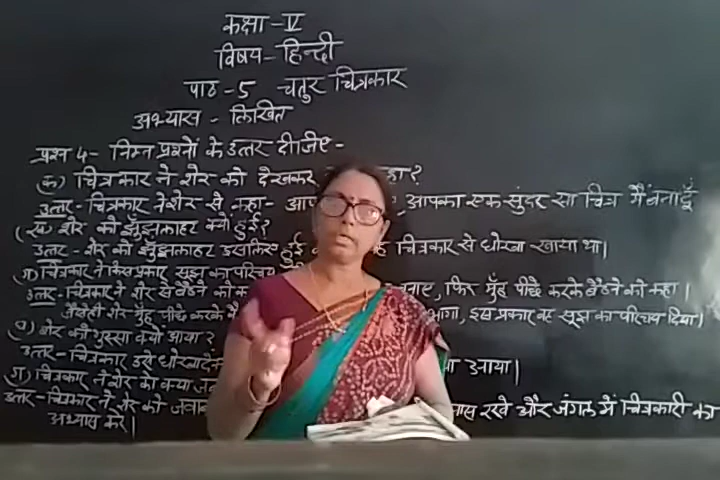 कक्षा - V
विषय - हिन्दी
पाठ - 5 चतुर चित्रकार
अभ्यास - लिखित
प्रश्न 4 - निम्न प्रश्नों के उत्तर दीजिए -
(क) चित्रकार ने शेर को देखकर कहा?
उत्तर - चित्रकार ने शेर से कहा - आप, आपका एक सुंदर सा चित्र मैं बनाऊँ
(ख) शेर को झुँझलाहट क्यों हुई?
उत्तर - शेर को झुँझलाहट इसलिए हुई चित्रकार से धोखा खाया था।
(ग) चित्रकार ने किस प्रकार सूझ का परिचय
उत्तर - चित्रकार ने शेर से बैठने को फिर मुँह पीछे करके बैठने को कहा।
जैसे ही शेर मुँह पीछे करके भागा, इस प्रकार वह सूझ का परिचय दिया।
(घ) शेर को गुस्सा क्यों आया?
उत्तर - चित्रकार उसे धोखा आया।
चित्रकार ने शेर को क्या
उत्तर - चित्रकार ने शेर को पास रखे और जंगल में चित्रकारी का
अभ्यास करे।